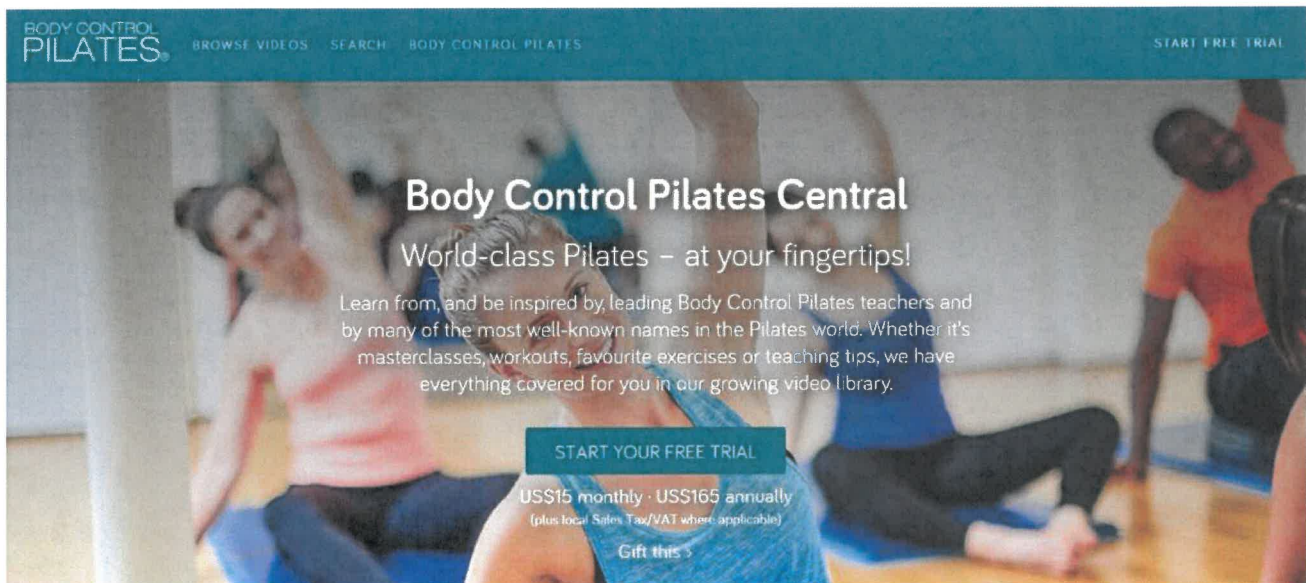 BODY CONTROL
PILATES®
BROWSE VIDEOS SEARCH BODY CONTROL PILATES
START FREE TRIAL
Body Control Pilates Central
World-class Pilates – at your fingertips!
Learn from, and be inspired by, leading Body Control Pilates teachers and
by many of the most well-known names in the Pilates world. Whether it's
masterclasses, workouts, favourite exercises or teaching tips, we have
everything covered for you in our growing video library.
START YOUR FREE TRIAL
US$15 monthly · US$165 annually
(plus local Sales Tax/VAT where applicable)
Gift this >